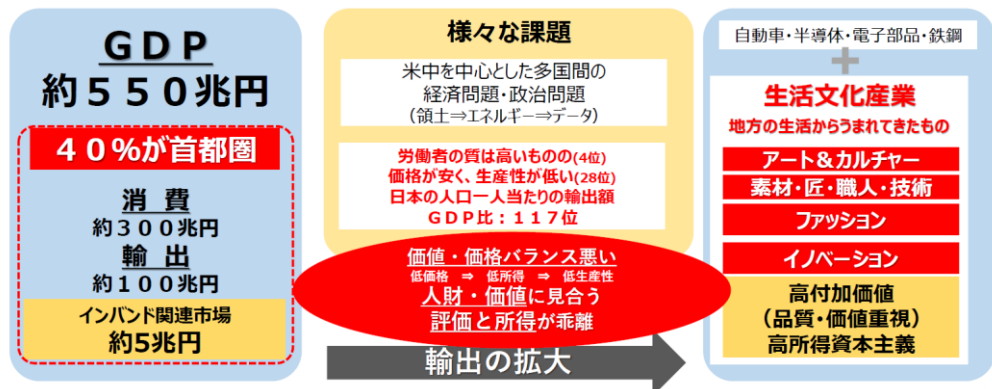 ＧＤＰ
約５５０兆円
４０％が首都圏
消 費
約３００兆円
輸 出
約１００兆円
インバンド関連市場
約5兆円
様々な課題
米中を中心とした多国間の
経済問題・政治問題
（領土⇒エネルギー⇒データ）
労働者の質は高いものの(4位)
価格が安く、生産性が低い(28位)
日本の人口一人当たりの輸出額
ＧＤＰ比：１１７位
価値・価格バランス悪い
低価格 ⇒ 低所得 ⇒ 低生産性
人財・価値に見合う
評価と所得が乖離
輸出の拡大
自動車・半導体・電子部品・鉄鋼
+
生活文化産業
地方の生活からうまれてきたもの
アート＆カルチャー
素材・匠・職人・技術
ファッション
イノベーション
高付加価値
（品質・価値重視）
高所得資本主義